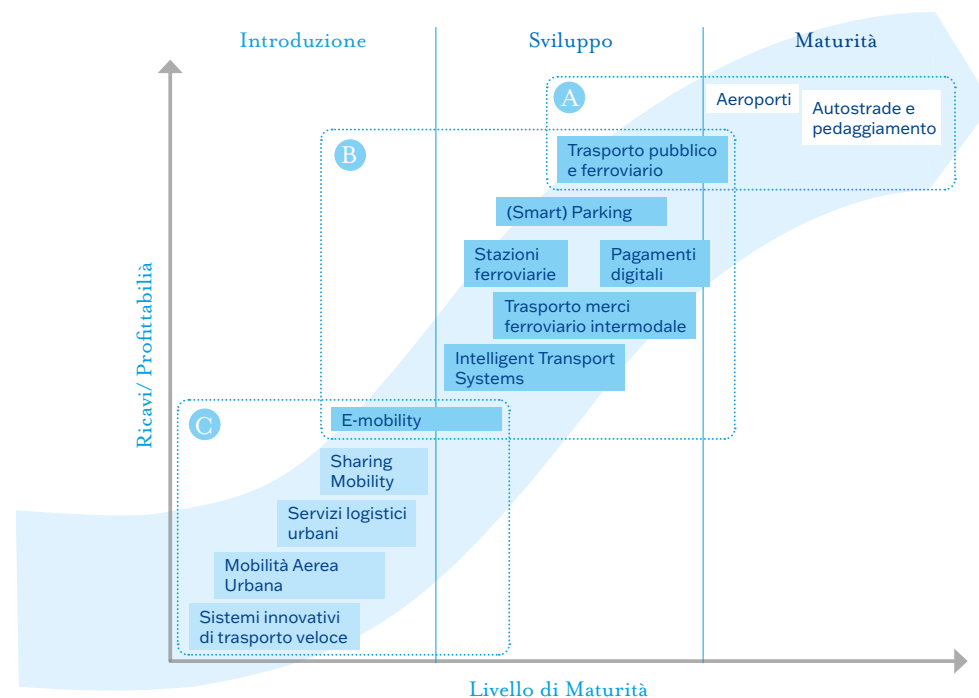 Introduzione
Sviluppo
Maturità
A
Aeroporti
Autostrade e
pedaggiamento
B
Trasporto pubblico
e ferroviario
(Smart) Parking
Stazioni
ferroviarie
Pagamenti
digitali
Trasporto merci
ferroviario intermodale
Intelligent Transport
Systems
Ricavi/ Profittabilià
C
E-mobility
Sharing
Mobility
Servizi logistici
urbani
Mobilità Aerea
Urbana
Sistemi innovativi
di trasporto veloce
Livello di Maturità